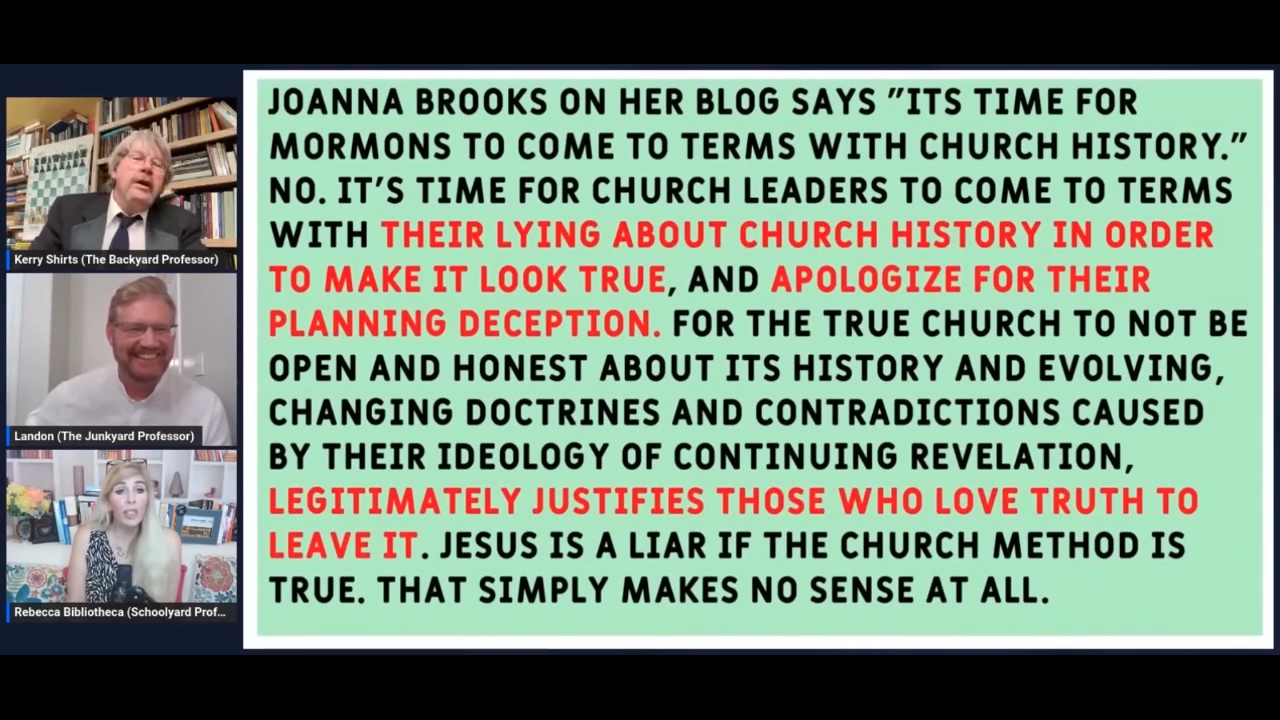 Kerry Shirts (The Backyard Professor)
Landon (The Junkyard Professor)
Rebecca Bibliotheca (Schoolyard Prof...
JOANNA BROOKS ON HER BLOG SAYS "ITS TIME FOR
MORMONS TO COME TO TERMS WITH CHURCH HISTORY."
NO. IT'S TIME FOR CHURCH LEADERS TO COME TO TERMS
WITH THEIR LYING ABOUT CHURCH HISTORY IN ORDER
TO MAKE IT LOOK TRUE, AND APOLOGIZE FOR THEIR
PLANNING DECEPTION. FOR THE TRUE CHURCH TO NOT BE
OPEN AND HONEST ABOUT ITS HISTORY AND EVOLVING,
CHANGING DOCTRINES AND CONTRADICTIONS CAUSED
BY THEIR IDEOLOGY OF CONTINUING REVELATION,
LEGITIMATELY JUSTIFIES THOSE WHO LOVE TRUTH TO
LEAVE IT. JESUS IS A LIAR IF THE CHURCH METHOD IS
TRUE. THAT SIMPLY MAKES NO SENSE AT ALL.